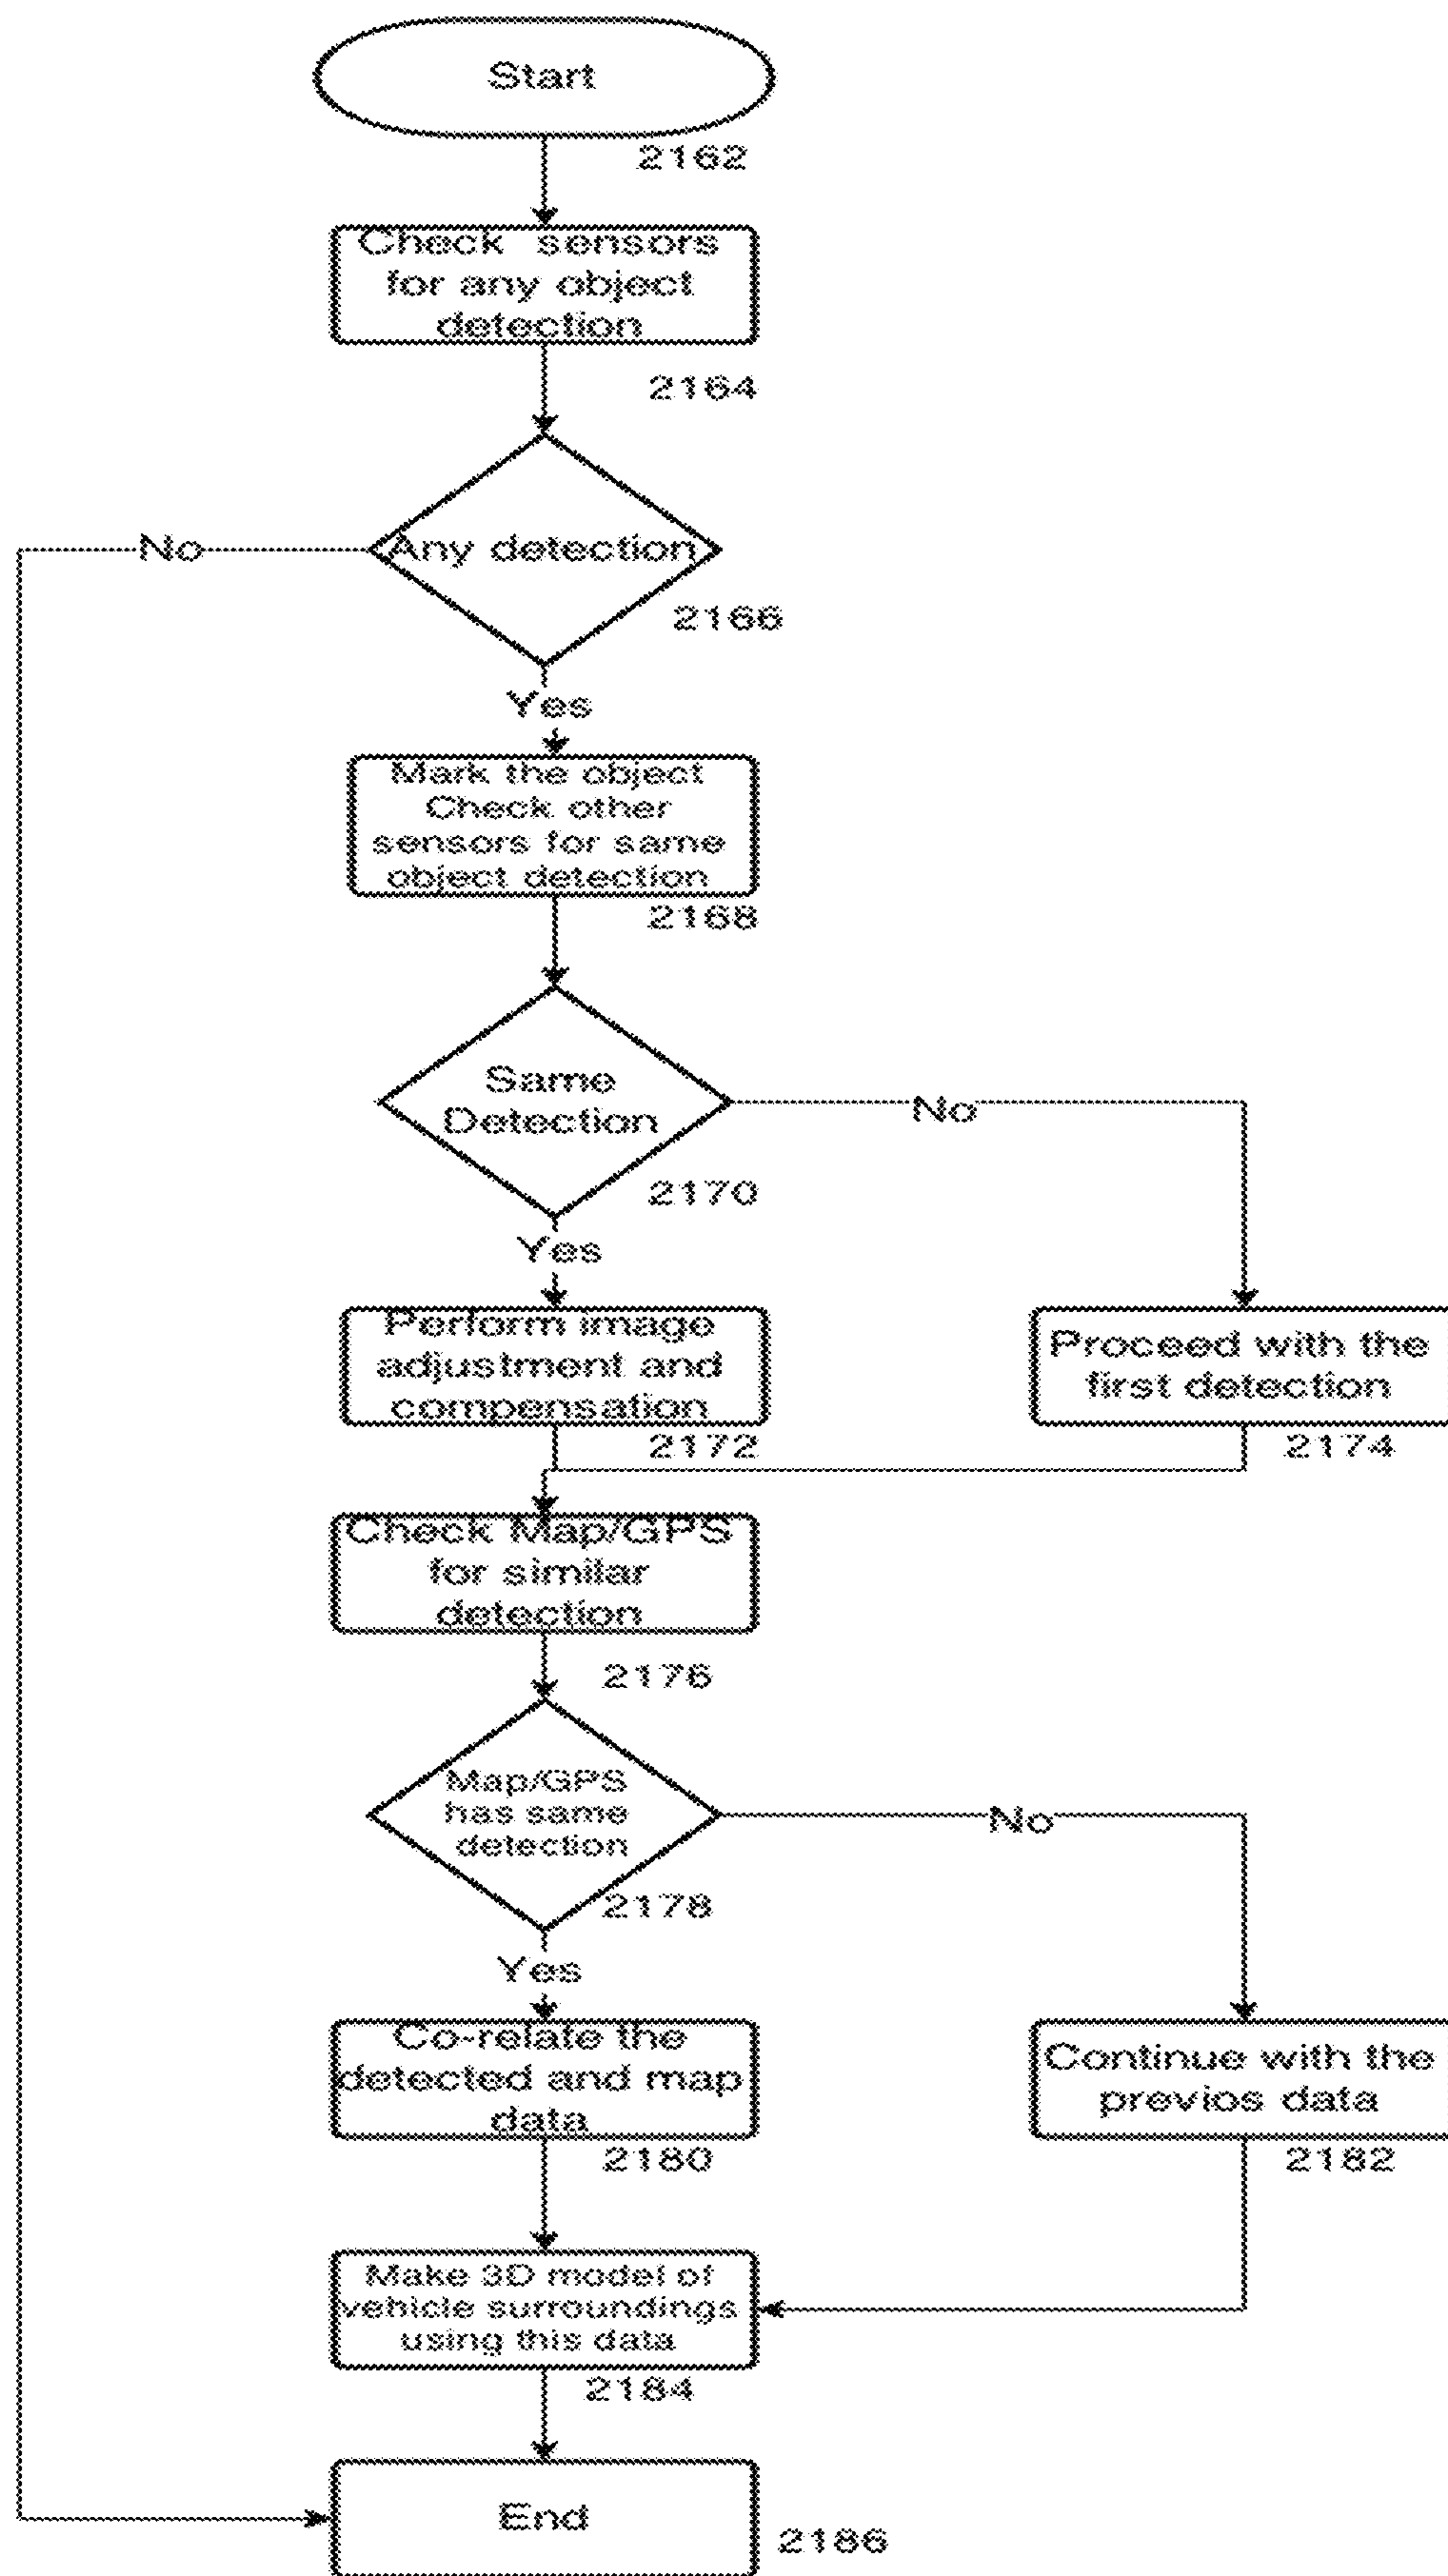 Start
2162
Check sensors
for any object
detection
2164
Any detection
No
2166
Yes
Mark the object
Check other
sensors for same
object detection
2168
Same
Detection
No
2170
Yes
Perform image
adjustment and
compensation
2172
Proceed with the
first detection
2174
Check Map/GPS
for similar
detection
2176
Map/GPS
has same
detection
No
2178
Yes
Co-relate the
detected and map
data
2180
Continue with the
previos data
2182
Make 3D model of
vehicle surroundings
using this data
2184
End
2186